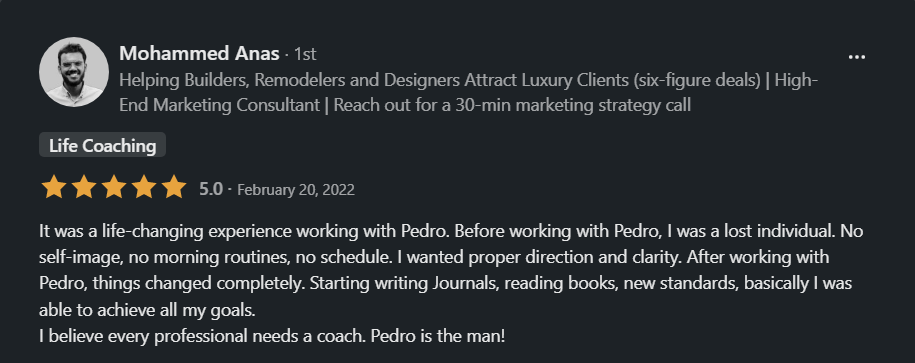 Mohammed Anas · 1st
Helping Builders, Remodelers and Designers Attract Luxury Clients (six-figure deals) | High-
End Marketing Consultant | Reach out for a 30-min marketing strategy call
Life Coaching
5.0 · February 20, 2022
It was a life-changing experience working with Pedro. Before working with Pedro, I was a lost individual. No
self-image, no morning routines, no schedule. I wanted proper direction and clarity. After working with
Pedro, things changed completely. Starting writing Journals, reading books, new standards, basically I was
able to achieve all my goals.
I believe every professional needs a coach. Pedro is the man!